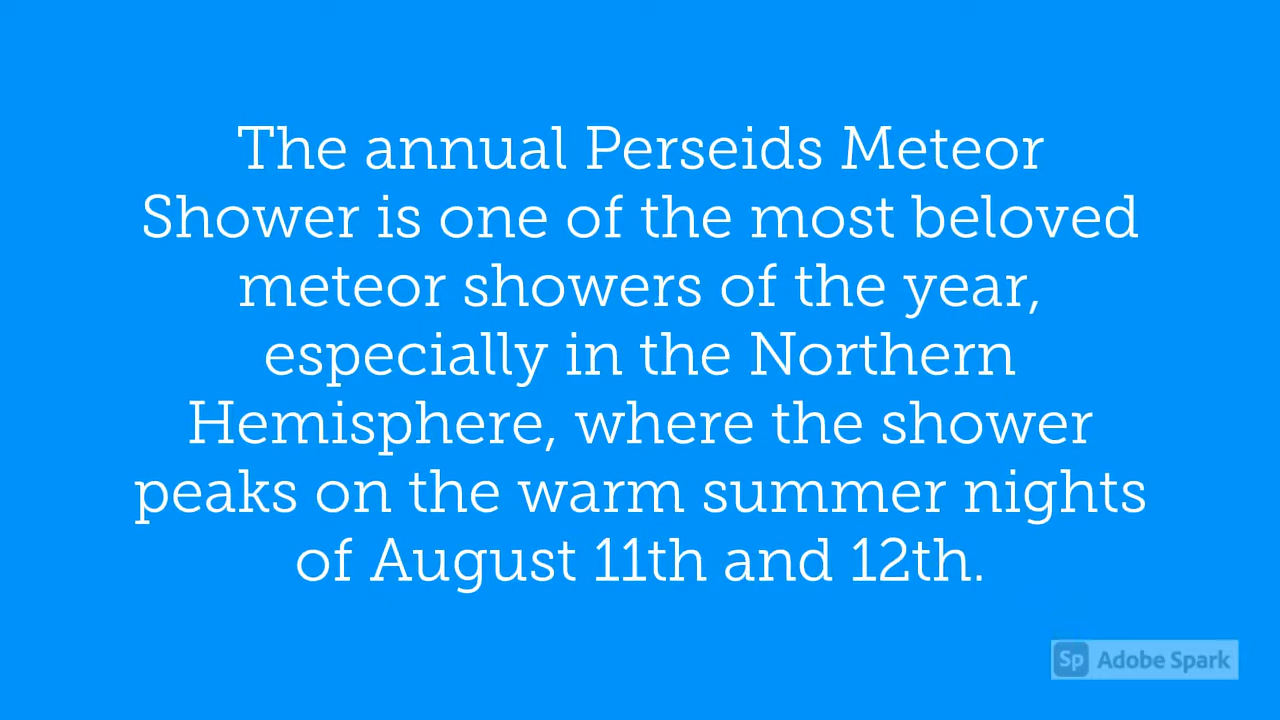 The annual Perseids Meteor
Shower is one of the most beloved
meteor showers of the year,
especially in the Northern
Hemisphere, where the shower
peaks on the warm summer nights
of August 11th and 12th.
Sp Adobe Spark